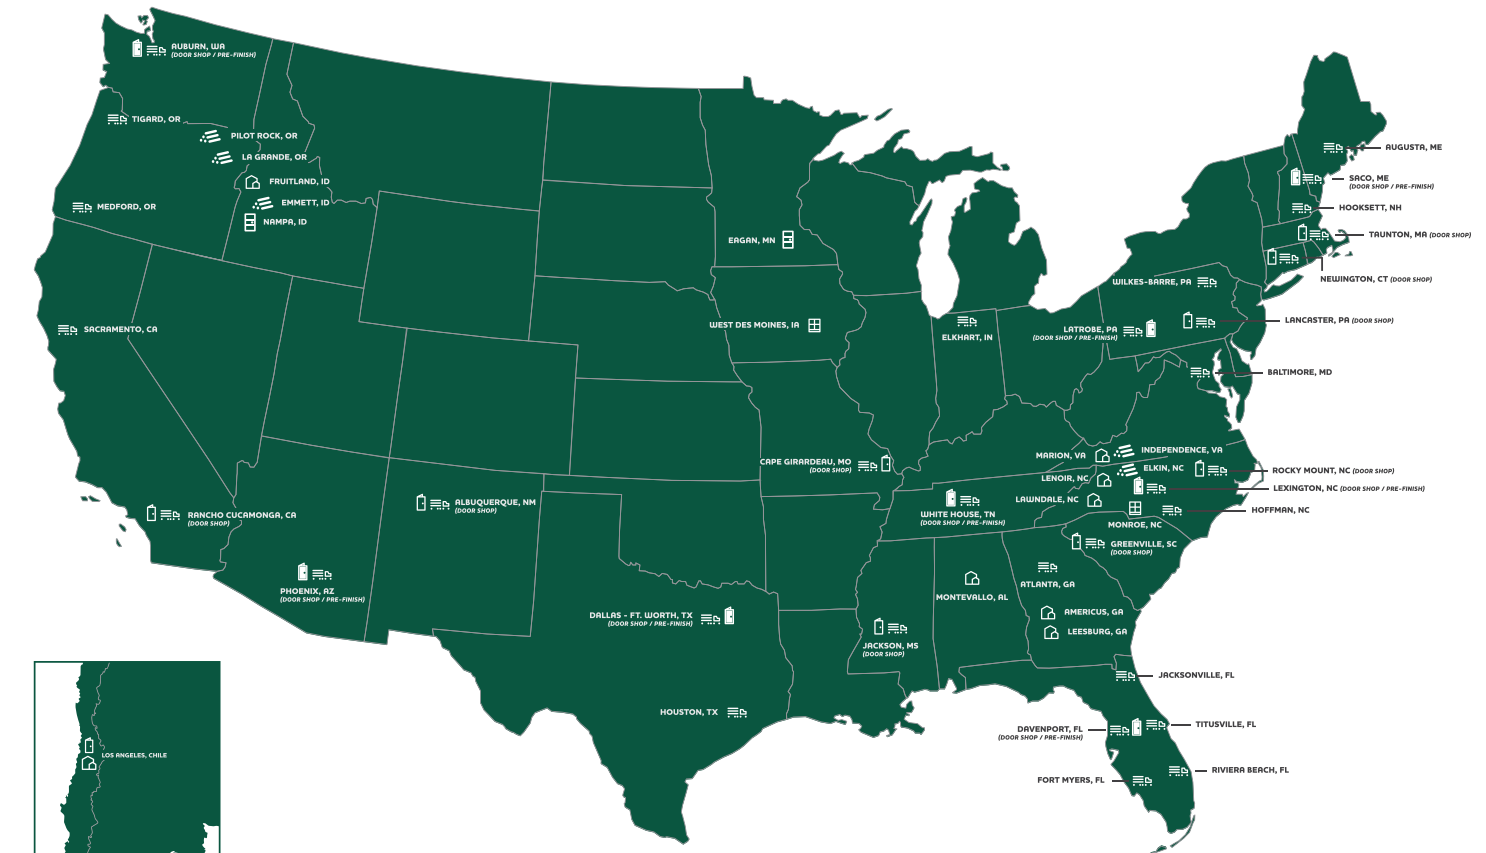 AUBURN, WA
(DOOR SHOP / PRE-FINISH)
TIGARD, OR
PILOT ROCK, OR
LA GRANDE, OR
FRUITLAND, ID
EMMETT, ID
NAMPA, ID
MEDFORD, OR
SACRAMENTO, CA
RANCHO CUCAMONGA, CA
(DOOR SHOP)
PHOENIX, AZ
(DOOR SHOP / PRE-FINISH)
ALBUQUERQUE, NM
(DOOR SHOP)
EAGAN, MN
WEST DES MOINES, IA
CAPE GIRARDEAU, MO
(DOOR SHOP)
DALLAS - FT. WORTH, TX
(DOOR SHOP / PRE-FINISH)
HOUSTON, TX
JACKSON, MS
(DOOR SHOP)
ELKHART, IN
WHITE HOUSE, TN
(DOOR SHOP / PRE-FINISH)
MONTEVALLO, AL
ATLANTA, GA
AMERICUS, GA
LEESBURG, GA
AUGUSTA, ME
SACO, ME
(DOOR SHOP / PRE-FINISH)
HOOKSETT, NH
TAUNTON, MA (DOOR SHOP)
NEWINGTON, CT (DOOR SHOP)
WILKES-BARRE, PA
LANCASTER, PA (DOOR SHOP)
LATROBE, PA
(DOOR SHOP / PRE-FINISH)
BALTIMORE, MD
MARION, VA
INDEPENDENCE, VA
ELKIN, NC
LENOIR, NC
LAWNDALE, NC
ROCKY MOUNT, NC (DOOR SHOP)
LEXINGTON, NC (DOOR SHOP / PRE-FINISH)
HOFFMAN, NC
MONROE, NC
GREENVILLE, SC
(DOOR SHOP)
JACKSONVILLE, FL
TITUSVILLE, FL
DAVENPORT, FL
(DOOR SHOP / PRE-FINISH)
RIVIERA BEACH, FL
FORT MYERS, FL
LOS ANGELES, CHILE